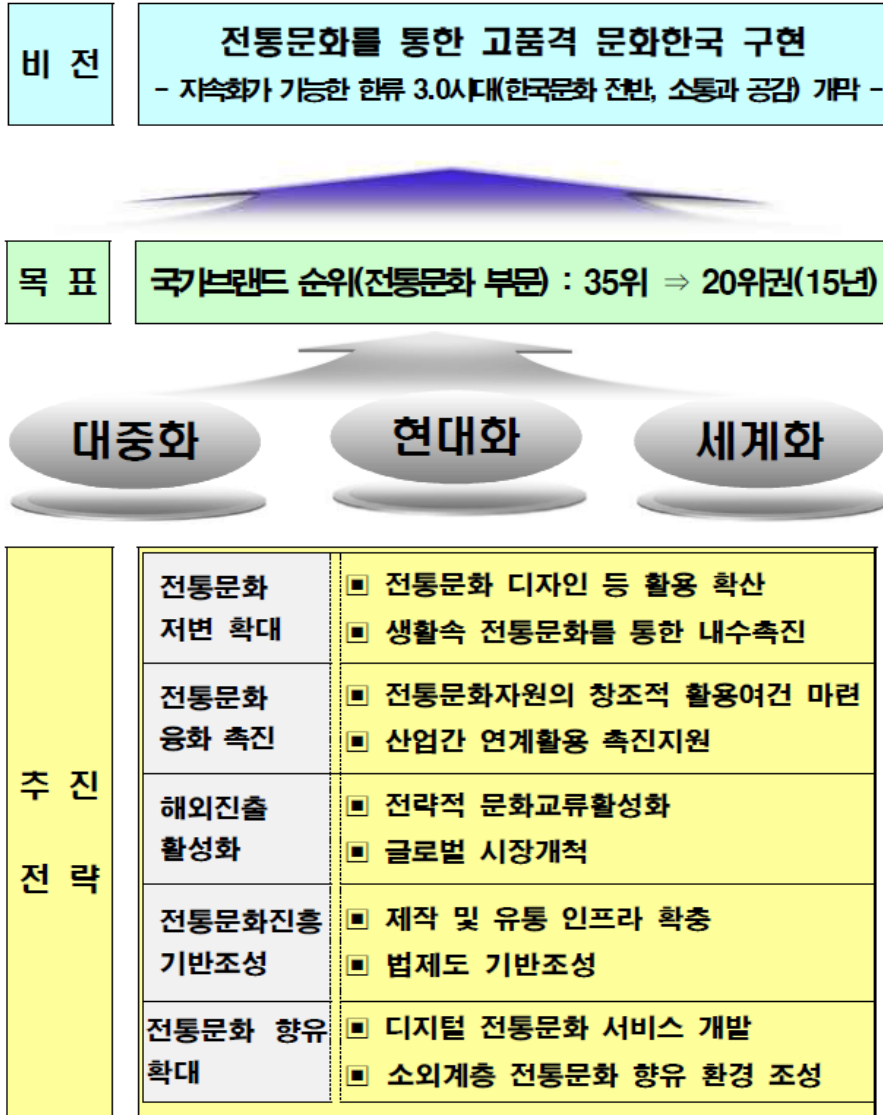 비 전
전통문화를 통한 고품격 문화한국 구현
- 지속화가 가능한 한류 3.0시대(한국문화 전반, 소통과 공감) 개막 -
목 표
국가브랜드 순위(전통문화 부문) : 35위 ⇒ 20위권(15년)
대중화
현대화
세계화
추 진
전 략
전통문화
저변 확대
▣ 전통문화 디자인 등 활용 확산
▣ 생활속 전통문화를 통한 내수촉진
전통문화
융화 촉진
▣ 전통문화자원의 창조적 활용여건 마련
▣ 산업간 연계활용 촉진지원
해외진출
활성화
▣ 전략적 문화교류활성화
▣ 글로벌 시장개척
전통문화진흥
기반조성
▣ 제작 및 유통 인프라 확충
▣ 법제도 기반조성
전통문화 향유
확대
▣ 디지털 전통문화 서비스 개발
▣ 소외계층 전통문화 향유 환경 조성